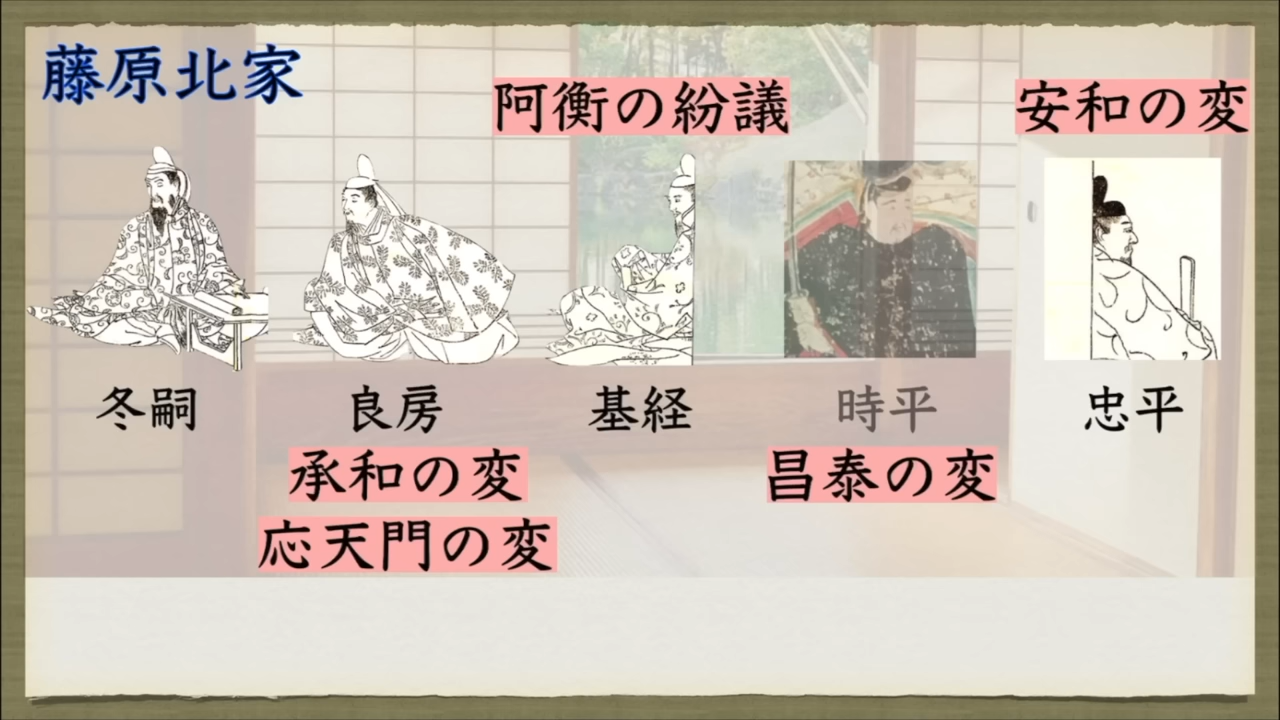 藤原北家
阿衡の紛議
安和の変
冬嗣
良房
基経
時平
忠平
承和の変
昌泰の変
応天門の変